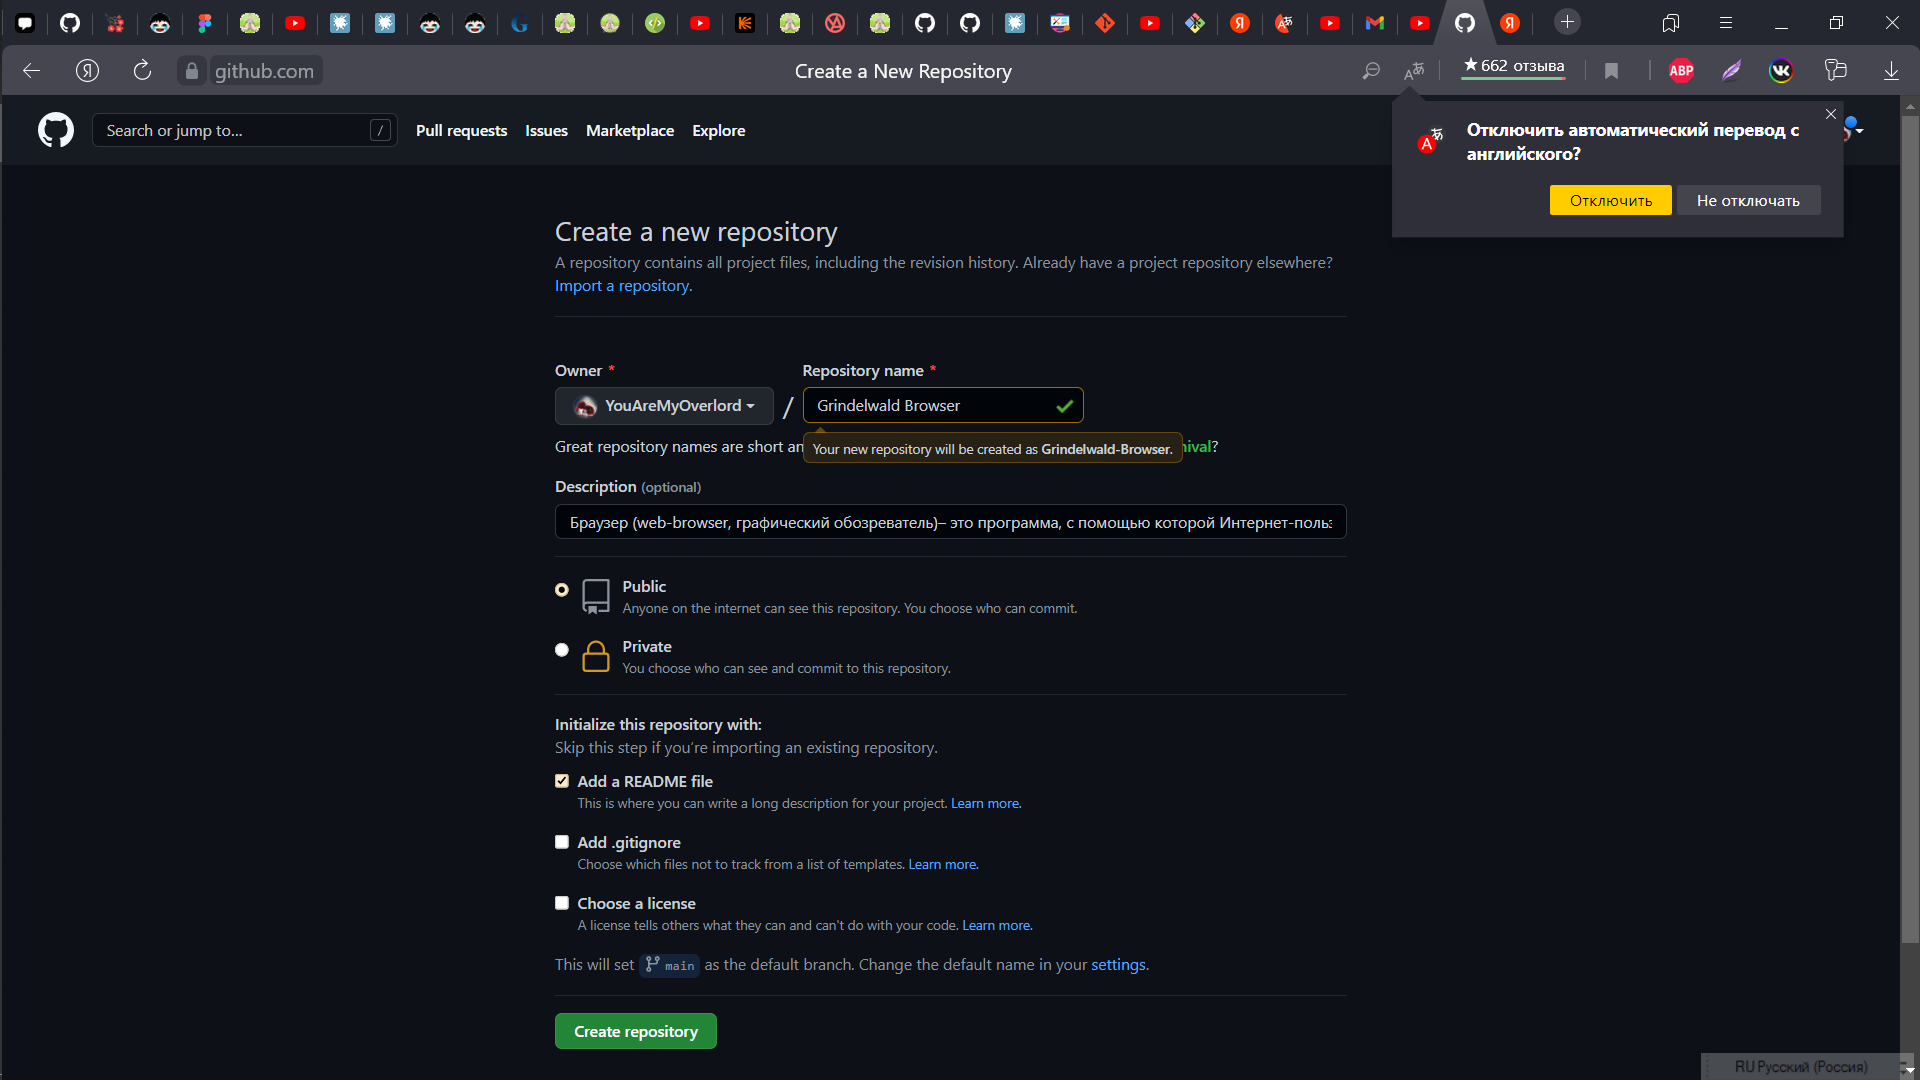 github.com
Create a New Repository
★ 662 отзыва
ABP
Search or jump to...
/
Pull requests
Issues
Marketplace
Explore
Отключить автоматический перевод с
английского?
Отключить
Не отключать
Create a new repository
A repository contains all project files, including the revision history. Already have a project repository elsewhere?
Import a repository.
Owner *
Repository name *
YouAreMyOverlord
/
Grindelwald Browser
Great repository names are short an
Your new repository will be created as Grindelwald-Browser.
ival?
Description (optional)
Браузер (web-browser, графический обозреватель)– это программа, с помощью которой Интернет-польз
Public
Anyone on the internet can see this repository. You choose who can commit.
Private
You choose who can see and commit to this repository.
Initialize this repository with:
Skip this step if you're importing an existing repository.
Add a README file
This is where you can write a long description for your project. Learn more.
Add .gitignore
Choose which files not to track from a list of templates. Learn more.
Choose a license
A license tells others what they can and can't do with your code. Learn more.
This will set main as the default branch. Change the default name in your settings.
Create repository
RU Русский (Россия)